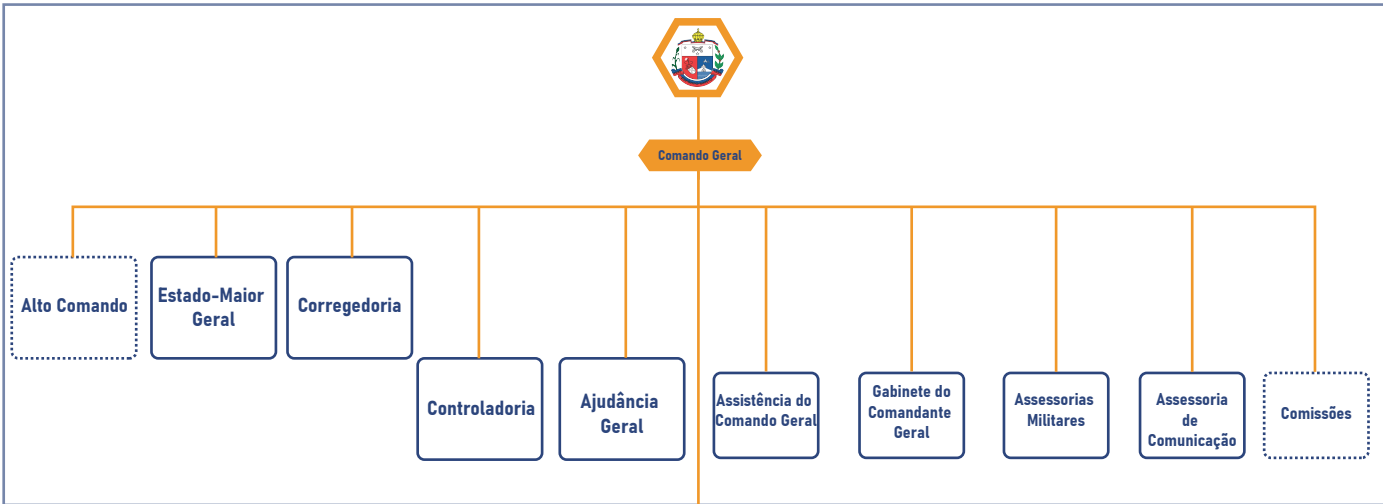 Comando Geral
Alto Comando
Estado-Maior
Geral
Corregedoria
Controladoria
Ajudância
Geral
Assistência do
Comando Geral
Gabinete do
Comandante
Geral
Assessorias
Militares
Assessoria
de
Comunicação
Comissões